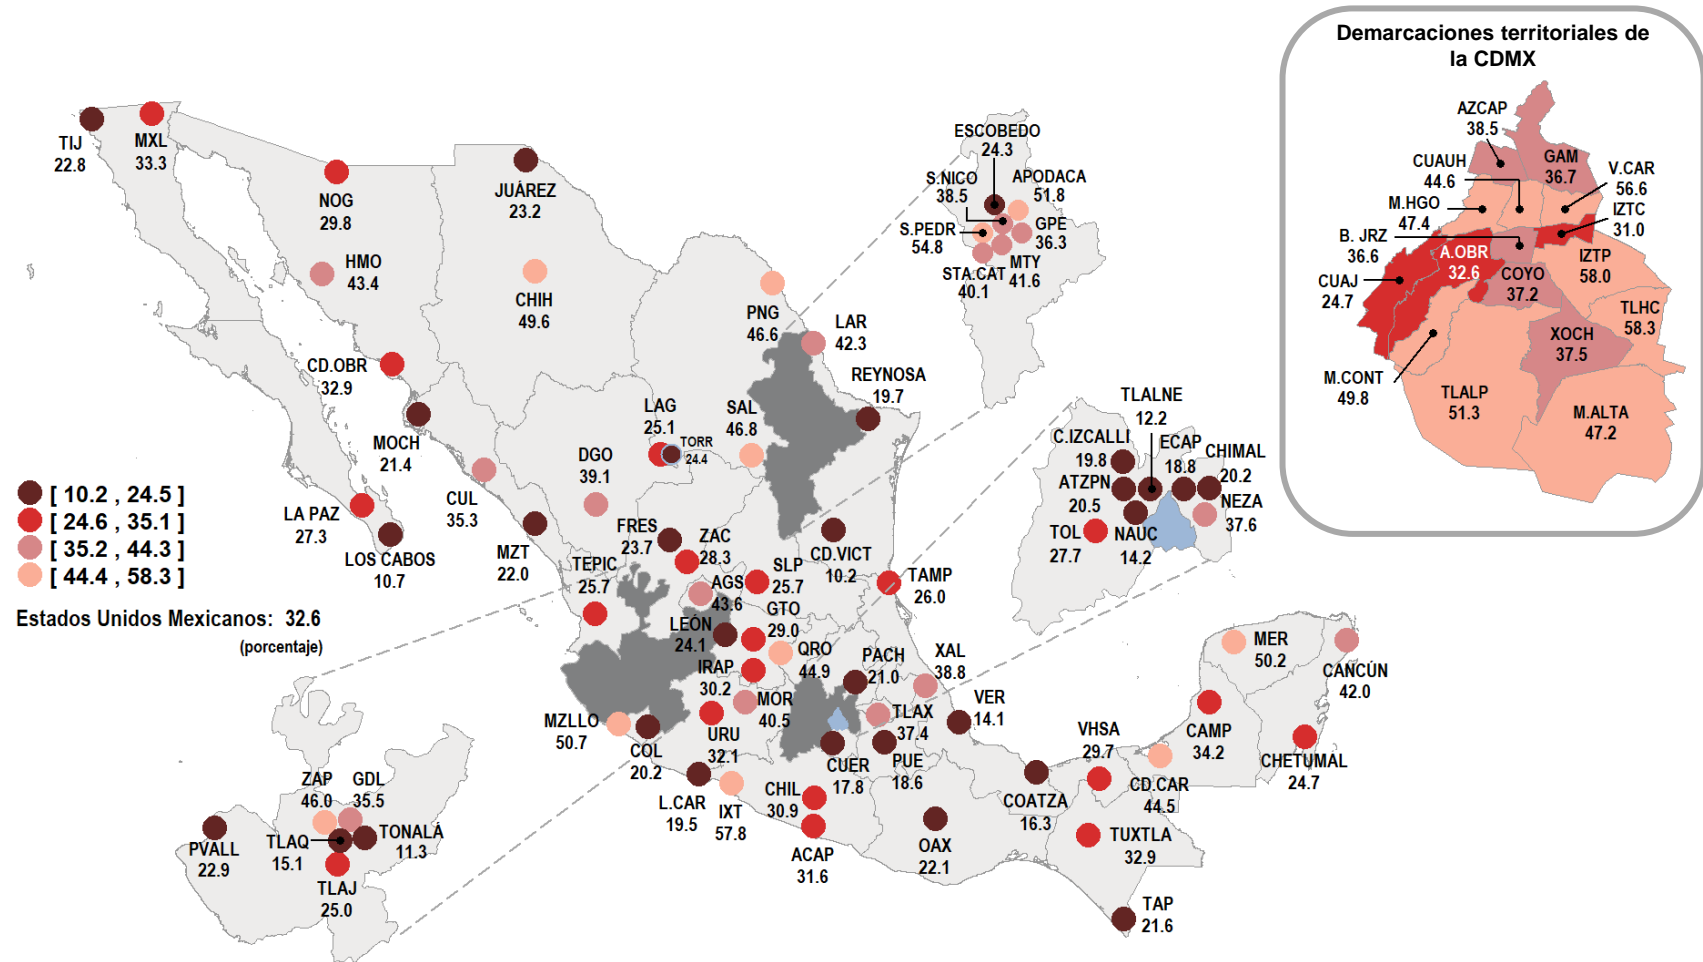 Demarcaciones territoriales de
la CDMX
AZCAP
38.5
CUAUH
44.6
GAM
36.7
V.CAR
56.6
M.HGO
47.4
IZTC
31.0
B. JRZ
36.6
A.OBR
32.6
IZTP
58.0
CUAJ
24.7
COYO
37.2
TLHC
58.3
XOCH
37.5
M.CONT
49.8
TLALP
51.3
M.ALTA
47.2
TIJ
22.8
MXL
33.3
NOG
29.8
HMO
43.4
JUÁREZ
23.2
CHIH
49.6
ESCOBEDO
24.3
S.NICO
38.5
APODACA
51.8
S.PEDR
54.8
GPE
36.3
STA.CAT
40.1
MTY
41.6
PNG
46.6
LAR
42.3
REYNOSA
19.7
CD.OBR
32.9
MOCH
21.4
LAG
25.1
TORR
24.4
SAL
46.8
DGO
39.1
CUL
35.3
LA PAZ
27.3
LOS CABOS
10.7
MZT
22.0
TLALNE
12.2
C.IZCALLI
19.8
ECAP
18.8
CHIMAL
20.2
ATZPN
20.5
NEZA
37.6
TOL
27.7
NAUC
14.2
[ 10.2 , 24.5 ]
[ 24.6 , 35.1 ]
[ 35.2 , 44.3 ]
[ 44.4 , 58.3 ]
Estados Unidos Mexicanos: 32.6
(porcentaje)
FRES
23.7
ZAC
28.3
CD.VICT
10.2
TEPIC
25.7
AGS
43.6
SLP
25.7
TAMP
26.0
LEÓN
24.1
GTO
29.0
IRAP
30.2
QRO
44.9
PACH
21.0
XAL
38.8
MER
50.2
CANCÚN
42.0
MZLLO
50.7
COL
20.2
URU
32.1
MOR
40.5
TLAX
37.4
VER
14.1
CAMP
34.2
CHETUMAL
24.7
CUER
17.8
PUE
18.6
VHSA
29.7
CD.CAR
44.5
L.CAR
19.5
IXT
57.8
CHIL
30.9
ACAP
31.6
OAX
22.1
COATZA
16.3
TUXTLA
32.9
TAP
21.6
ZAP
46.0
GDL
35.5
PVALL
22.9
TLAQ
15.1
TONALÁ
11.3
TLAJ
25.0